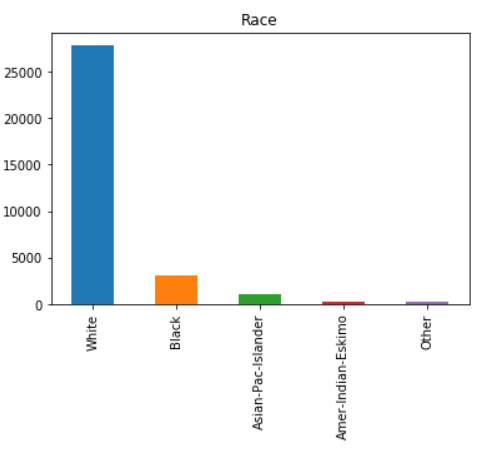 Race
25000
20000
15000
10000
5000
0
White
Black
Asian-Pac-Islander
Amer-Indian-Eskimo
Other